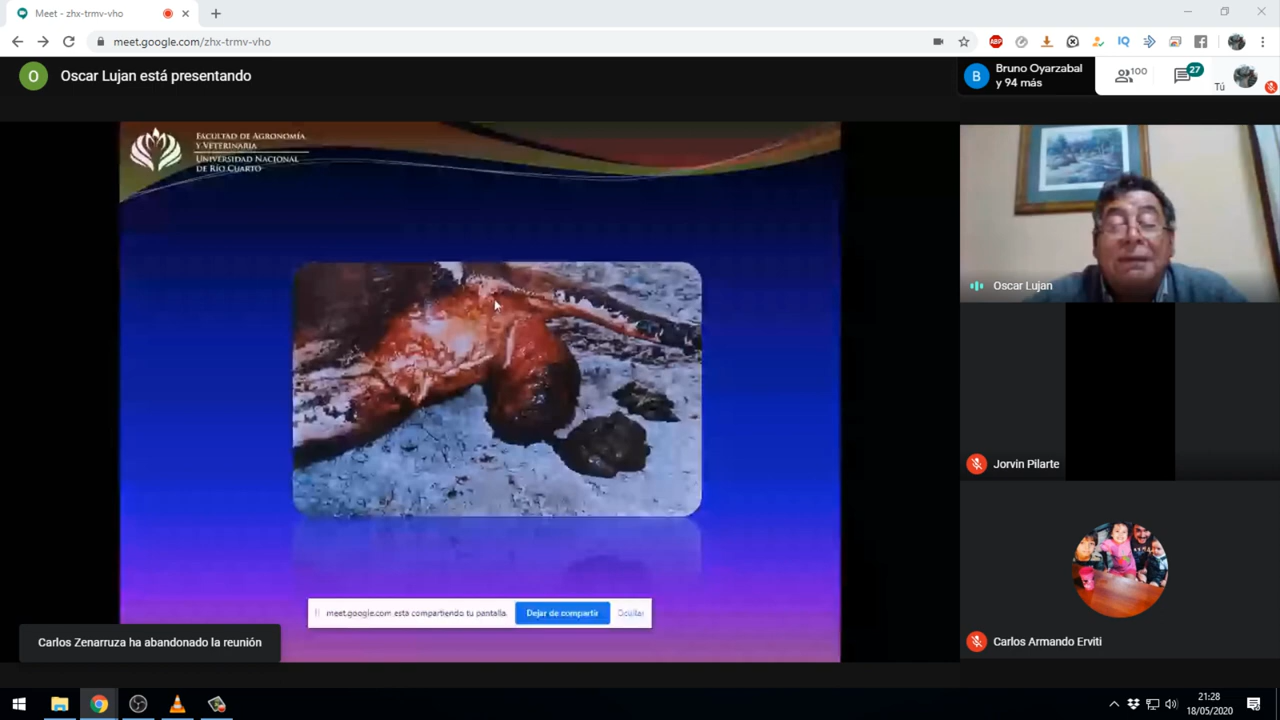 Meet - zhx-trmv-vho
meet.google.com/zhx-trmv-vho
ABP
IQ
O
Oscar Lujan está presentando
B
Bruno Oyarzabal
y 94 más
100
27
Tú
FACULTAD DE AGRONOMÍA
Y VETERINARIA
UNIVERSIDAD NACIONAL
DE RÍO CUARTO
Oscar Lujan
Jorvin Pilarte
meet.google.com está compartiendo tu pantalla.
Dejar de compartir
Ocultar
Carlos Zenarruza ha abandonado la reunión
Carlos Armando Erviti
21:28
18/05/2020